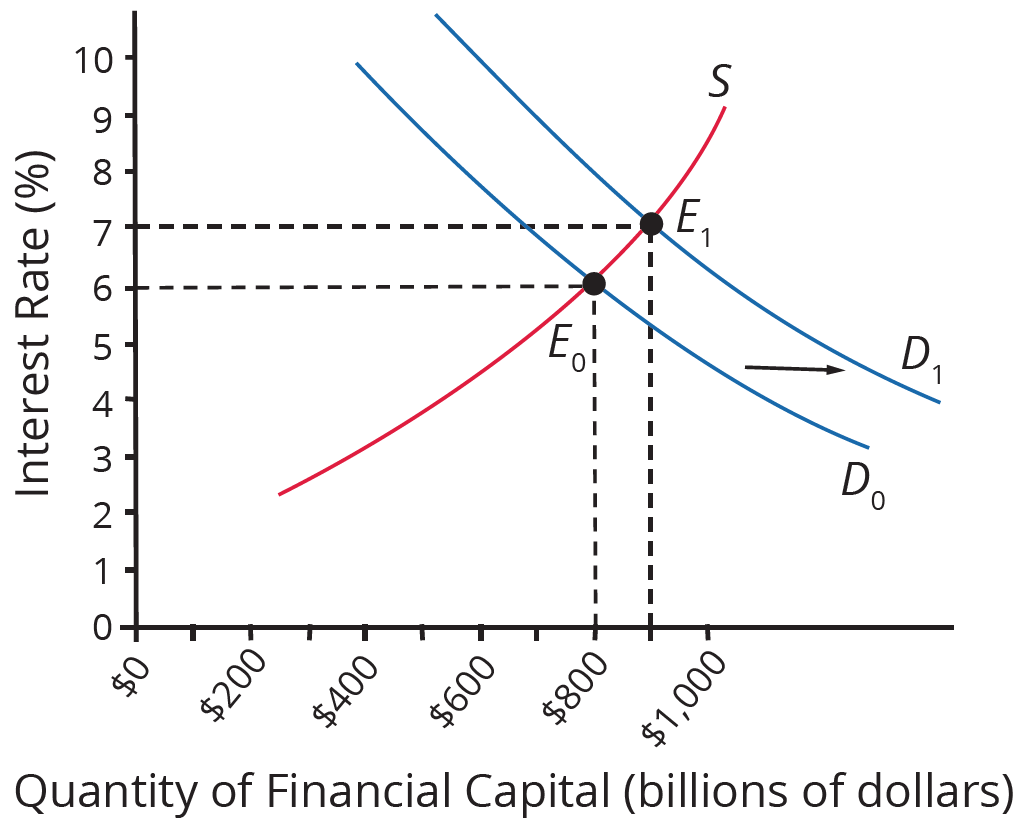 Interest Rate (%)
10
9
8
7
6
5
4
3
2
1
0
S
E1
E0
D1
D0
$0
$200
$400
$600
$800
$1,000
Quantity of Financial Capital (billions of dollars)